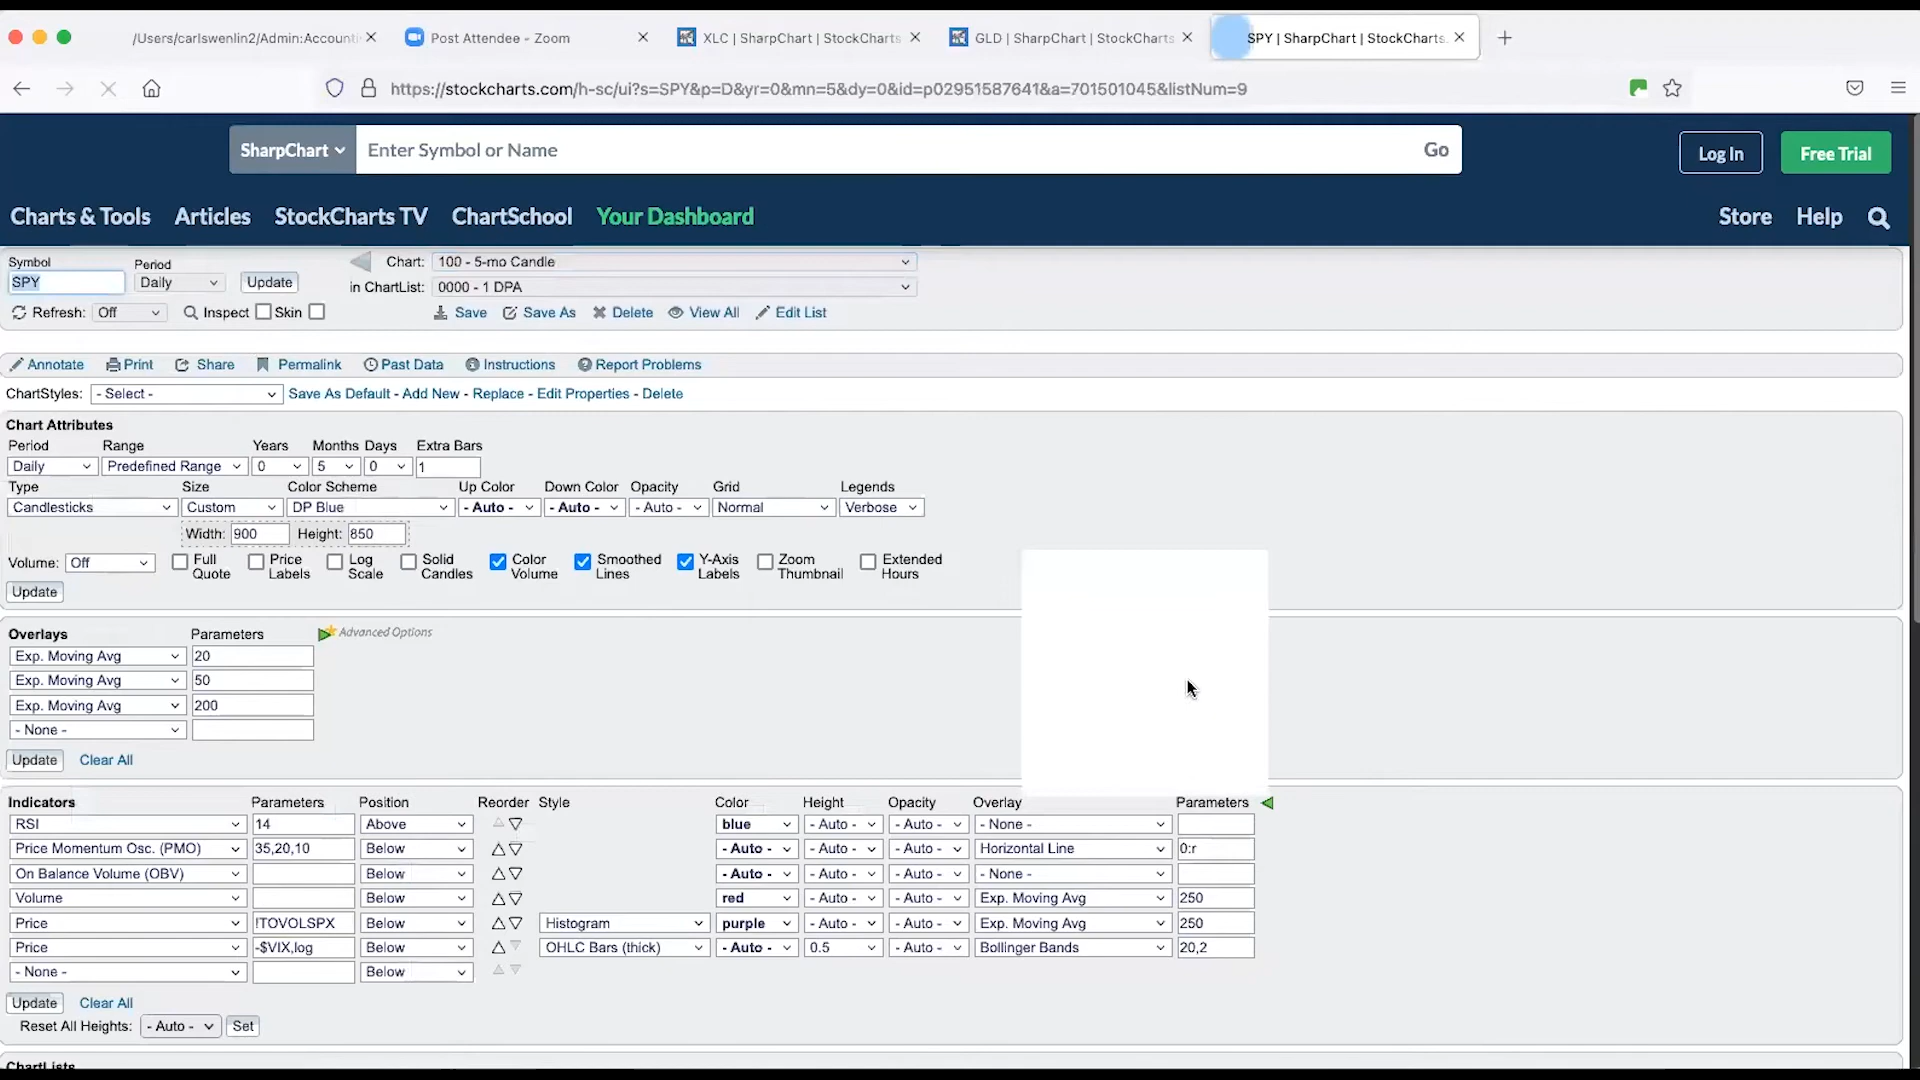 /Users/carlswenlin2/Admin:Accounti
Post Attendee - Zoom
XLC | SharpChart | StockCharts
GLD | SharpChart | StockCharts
SPY | SharpChart | StockCharts.
https://stockcharts.com/h-sc/ui?s=SPY&p=D&yr=0&mn=5&dy=0&id=p02951587641&a=701501045&listNum=9
SharpChart Enter Symbol or Name Go Log In Free Trial
Charts & Tools Articles StockCharts TV ChartSchool Your Dashboard Store Help
Symbol Period Chart: 100 - 5-mo Candle
SPY Daily Update in ChartList: 0000 - 1 DPA
Refresh: Off Inspect Skin Save Save As Delete View All Edit List
Annotate Print Share Permalink Past Data Instructions Report Problems
ChartStyles: - Select - Save As Default - Add New - Replace - Edit Properties - Delete
Chart Attributes
Period Range Years Months Days Extra Bars
Daily Predefined Range 0 5 0 1
Type Size Color Scheme Up Color Down Color Opacity Grid Legends
Candlesticks Custom DP Blue - Auto - - Auto - - Auto - Normal Verbose
Width: 900 Height: 850
Volume: Off Full Quote Price Labels Log Scale Solid Candles Color Volume Smoothed Lines Y-Axis Labels Zoom Thumbnail Extended Hours
Update
Overlays Parameters Advanced Options
Exp. Moving Avg 20
Exp. Moving Avg 50
Exp. Moving Avg 200
- None -
Update Clear All
Indicators Parameters Position Reorder Style Color Height Opacity Overlay Parameters
RSI 14 Above blue - Auto - - Auto - - None -
Price Momentum Osc. (PMO) 35,20,10 Below - Auto - - Auto - - Auto - Horizontal Line 0:r
On Balance Volume (OBV) Below - Auto - - Auto - - Auto - - None -
Volume Below red - Auto - - Auto - Exp. Moving Avg 250
Price !TOVOLSPX Below Histogram purple - Auto - - Auto - Exp. Moving Avg 250
Price -$VIX,log Below OHLC Bars (thick) - Auto - 0.5 - Auto - Bollinger Bands 20,2
- None - Below
Update Clear All
Reset All Heights: - Auto - Set
ChartLists